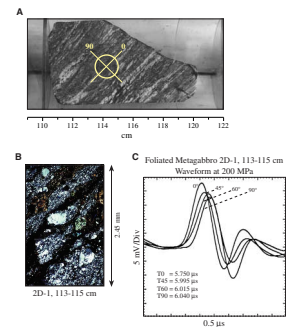 A
90 0
110 112 114 116 118 120 122
cm
B
2.45 mm
2D-1, 113-115 cm
C
Foliated Metagabbro 2D-1, 113-115 cm
Waveform at 200 MPa
0° 45° 60° 90°
5 mV/Div
T0 = 5.750 µs
T45 = 5.995 µs
T60 = 6.015 µs
T90 = 6.040 µs
0.5 µs